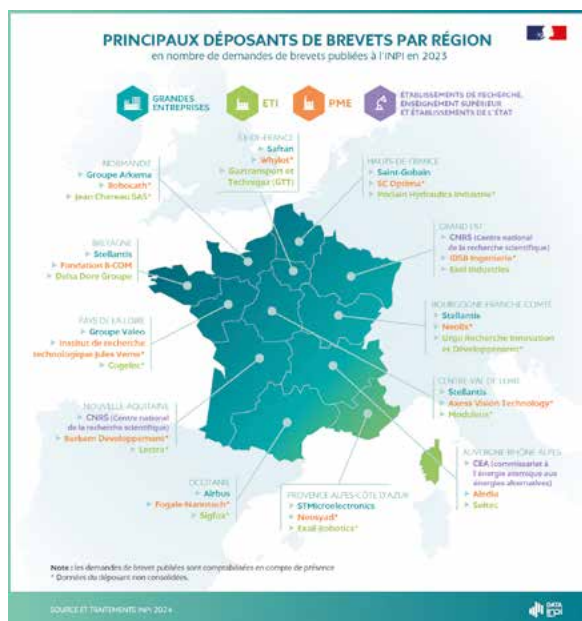 PRINCIPAUX DÉPOSANTS DE BREVETS PAR RÉGION
en nombre de demandes de brevets publiées à l'INPI en 2023
GRANDES
ENTREPRISES
ETI
PME
ÉTABLISSEMENTS DE RECHERCHE,
ENSEIGNEMENT SUPÉRIEUR
ET ÉTABLISSEMENTS DE L'ÉTAT
ÎLE-DE-FRANCE
Safran
Whylot*
Gaztransport et
Technigaz (GTT)
NORMANDIE
Groupe Arkema
Robocath*
Jean Chereau SAS*
HAUTS-DE-FRANCE
Saint-Gobain
SC Optima*
Poclain Hydraulics Industrie*
BRETAGNE
Stellantis
Fondation B-COM
Delta Dore Groupe
GRAND EST
CNRS (Centre national
de la recherche scientifique)
Exel Industries
PAYS DE LA LOIRE
Groupe Valeo
Institut de recherche
technologique Jules Verne*
Cogelec*
BOURGOGNE-FRANCHE-COMTÉ
Stellantis
Urgo Recherche Innovation
et Développement*
CENTRE-VAL DE LOIRE
Stellantis
Axess Vision Technology*
NOUVELLE-AQUITAINE
CNRS (Centre national
de la recherche scientifique)
Berkem Développement*
Lectra*
AUVERGNE-RHÔNE-ALPES
CEA (commissariat à
l'énergie atomique aux
énergies alternatives)
Aledia
Soitec
OCCITANIE
Airbus
Fogale Nanotech*
Sigfox*
PROVENCE-ALPES-CÔTE D'AZUR
STMicroelectronics
Exail Robotics*
Note : les demandes de brevet publiées sont comptabilisées en compte de présence
* Données du déposant non consolidées.
SOURCE ET TRAITEMENTS INPI 2024
DATA
inpi